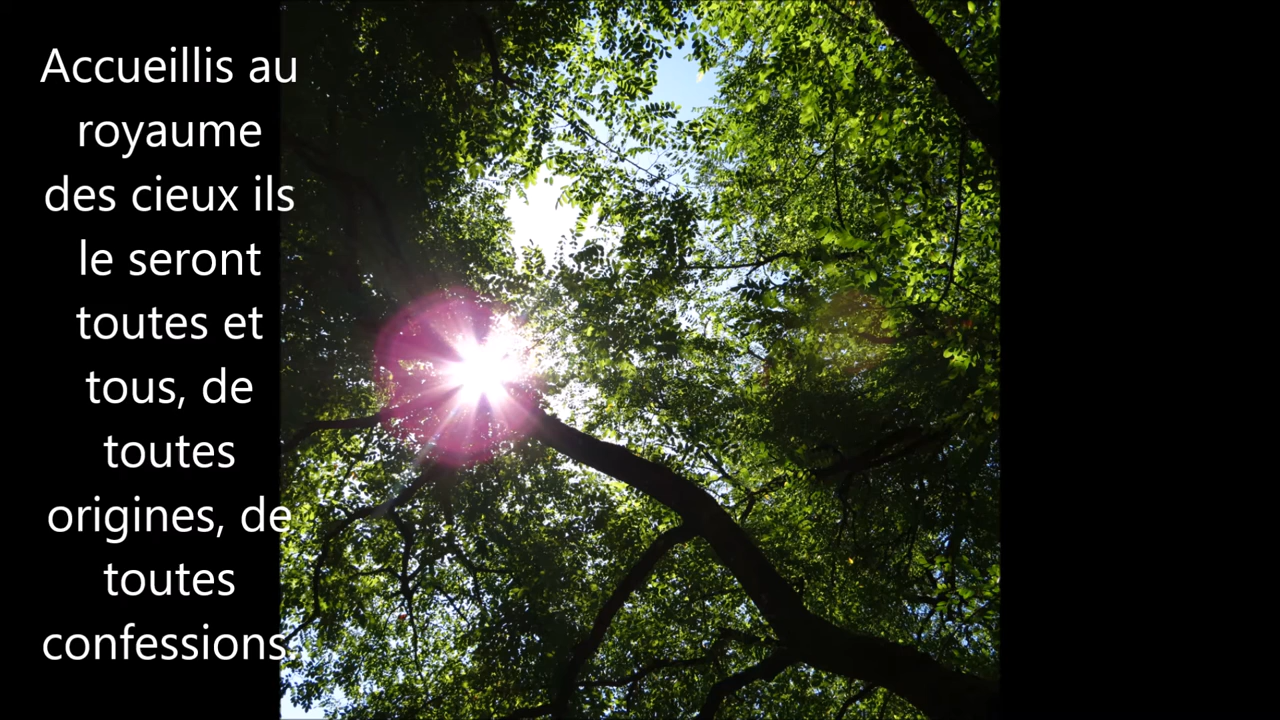 Accueillis au
royaume
des cieux ils
le seront
toutes et
tous, de
toutes
origines, de
toutes
confessions.